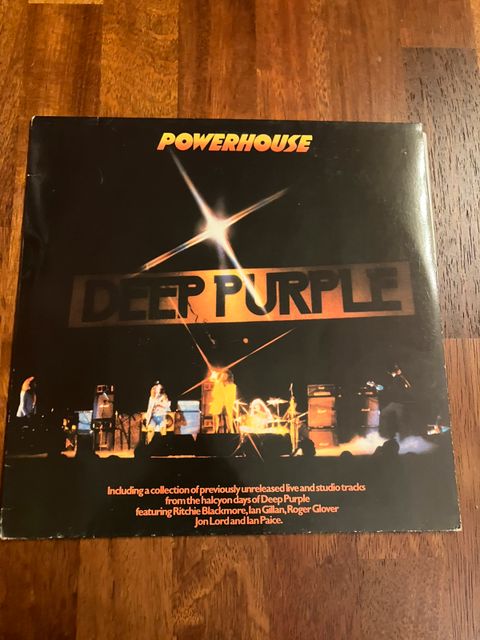 POWERHOUSE
DEEP PURPLE
Including a collection of previously unreleased live and studio tracks
from the halcyon days of Deep Purple
featuring Ritchie Blackmore, Ian Gillan, Roger Glover
Jon Lord and Ian Paice.